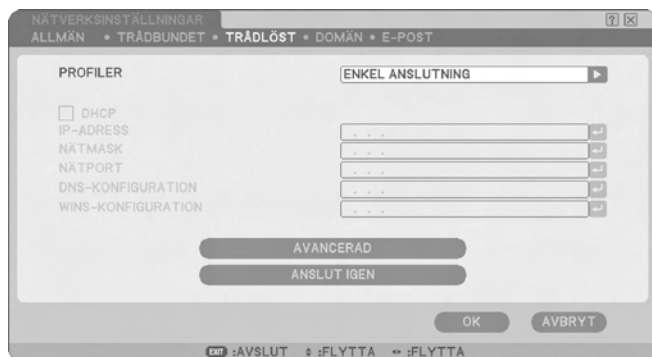 NÄTVERKSINSTÄLLNINGAR
ALLMÄN • TRÅDBUNDET • TRÅDLÖST • DOMÄN • E-POST
PROFILER ENKEL ANSLUTNING
DHCP
IP-ADRESS . . .
NÄTMASK . . .
NÄTPORT . . .
DNS-KONFIGURATION . . .
WINS-KONFIGURATION . . .
AVANCERAD
ANSLUT IGEN
OK AVBRYT
EXIT :AVSLUT :FLYTTA :FLYTTA